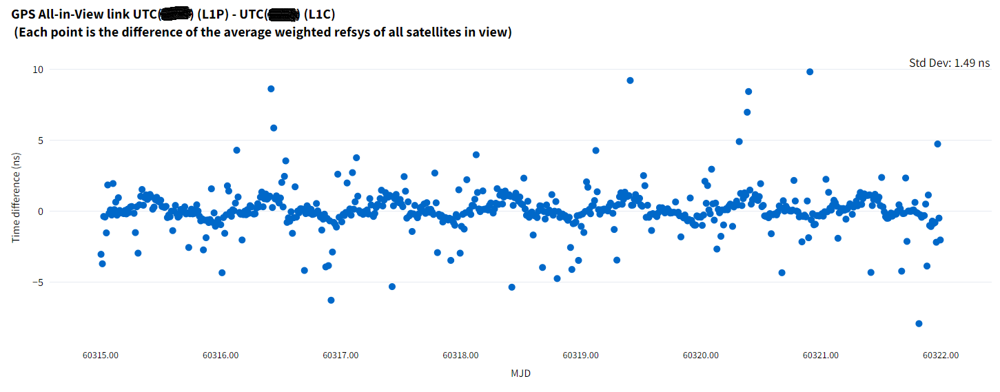 GPS All-in-View link UTC( ) (L1P) - UTC( ) (L1C)
(Each point is the difference of the average weighted refsys of all satellites in view)
Std Dev: 1.49 ns
10
5
0
−5
Time difference (ns)
60315.00 60316.00 60317.00 60318.00 60319.00 60320.00 60321.00 60322.00
MJD